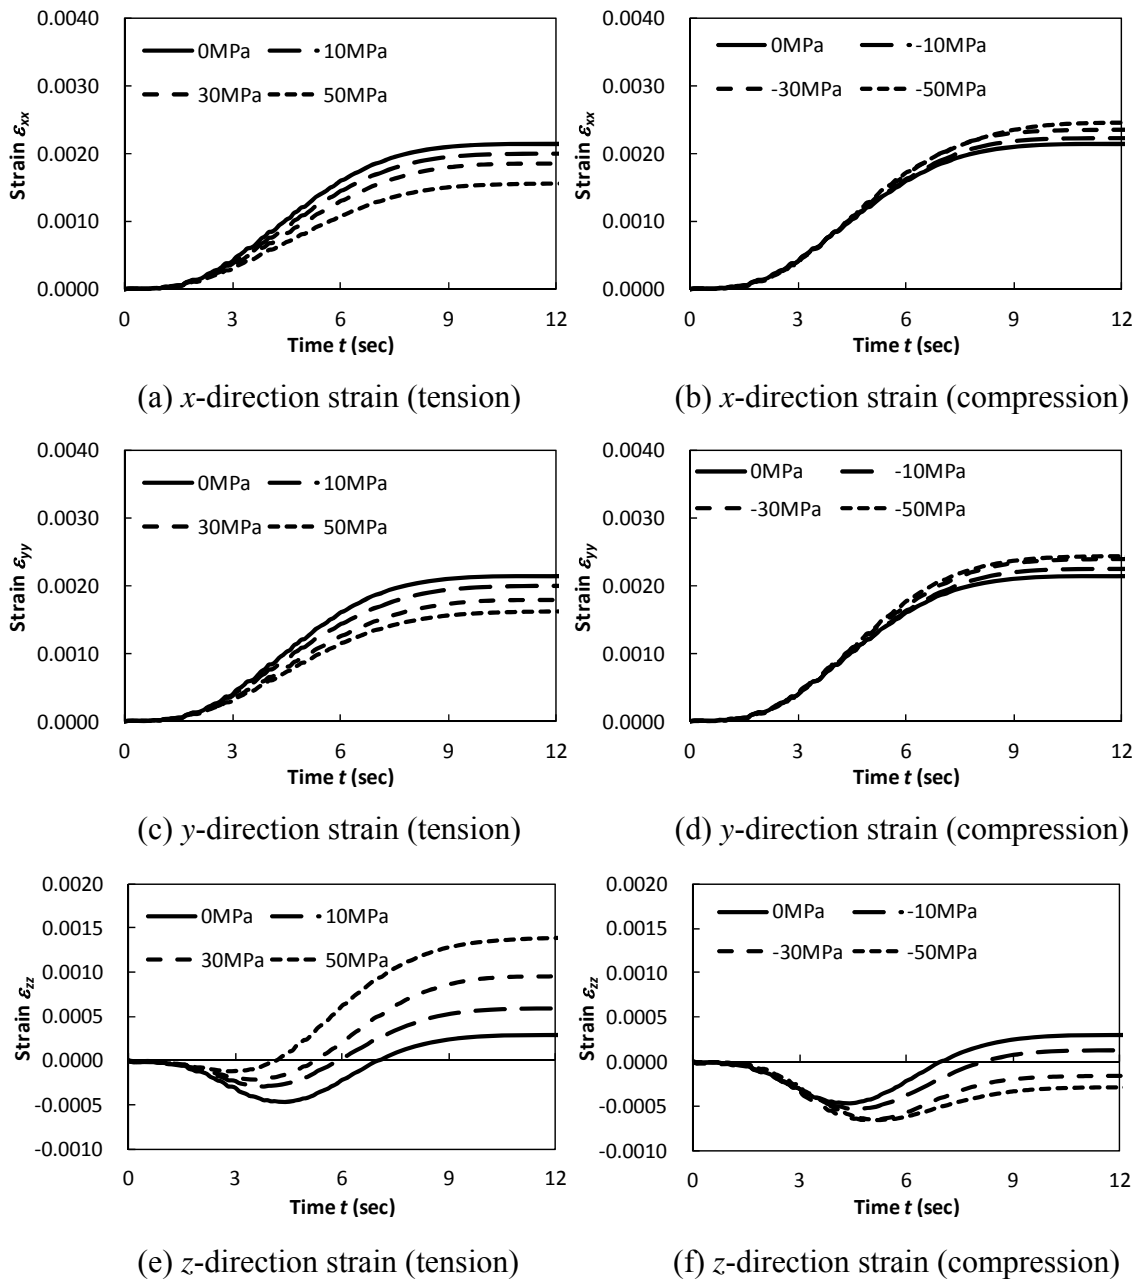 0.0040
0.0030
0.0020
0.0010
0.0000
Strain εxx
0MPa
10MPa
30MPa
50MPa
0 3 6 9 12
Time t (sec)
(a) x-direction strain (tension)
0.0040
0.0030
0.0020
0.0010
0.0000
Strain εxx
0MPa
-10MPa
-30MPa
-50MPa
0 3 6 9 12
Time t (sec)
(b) x-direction strain (compression)
0.0040
0.0030
0.0020
0.0010
0.0000
Strain εyy
0MPa
10MPa
30MPa
50MPa
0 3 6 9 12
Time t (sec)
(c) y-direction strain (tension)
0.0040
0.0030
0.0020
0.0010
0.0000
Strain εyy
0MPa
-10MPa
-30MPa
-50MPa
0 3 6 9 12
Time t (sec)
(d) y-direction strain (compression)
0.0020
0.0015
0.0010
0.0005
0.0000
-0.0005
-0.0010
Strain εzz
0MPa
10MPa
30MPa
50MPa
0 3 6 9 12
Time t (sec)
(e) z-direction strain (tension)
0.0020
0.0015
0.0010
0.0005
0.0000
-0.0005
-0.0010
Strain εzz
0MPa
-10MPa
-30MPa
-50MPa
0 3 6 9 12
Time t (sec)
(f) z-direction strain (compression)